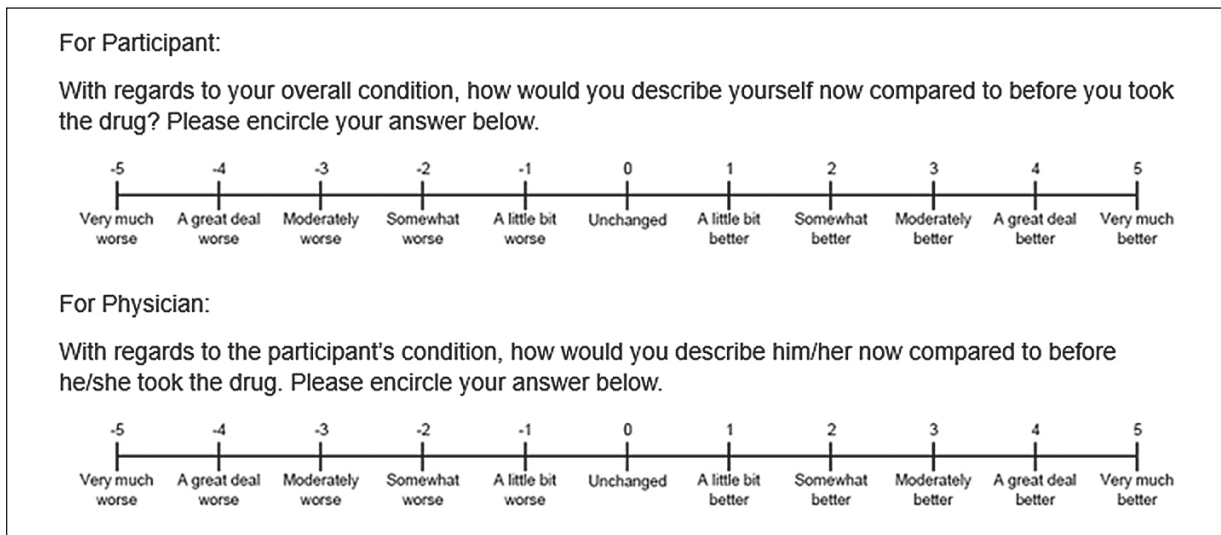 For Participant:
With regards to your overall condition, how would you describe yourself now compared to before you took
the drug? Please encircle your answer below.
-5 -4 -3 -2 -1 0 1 2 3 4 5
Very much A great deal Moderately Somewhat A little bit Unchanged A little bit Somewhat Moderately A great deal Very much
worse worse worse worse worse better better better better better
For Physician:
With regards to the participant's condition, how would you describe him/her now compared to before
he/she took the drug. Please encircle your answer below.
-5 -4 -3 -2 -1 0 1 2 3 4 5
Very much A great deal Moderately Somewhat A little bit Unchanged A little bit Somewhat Moderately A great deal Very much
worse worse worse worse worse better better better better better